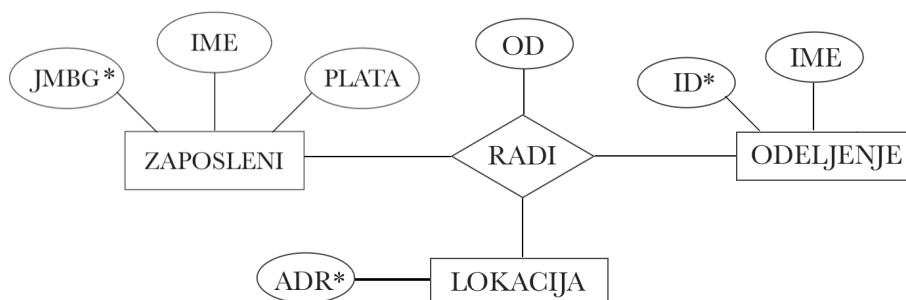 IME
OD
JMBG*
PLATA
ID*
IME
ZAPOSLENI
RADI
ODELJENJE
ADR*
LOKACIJA